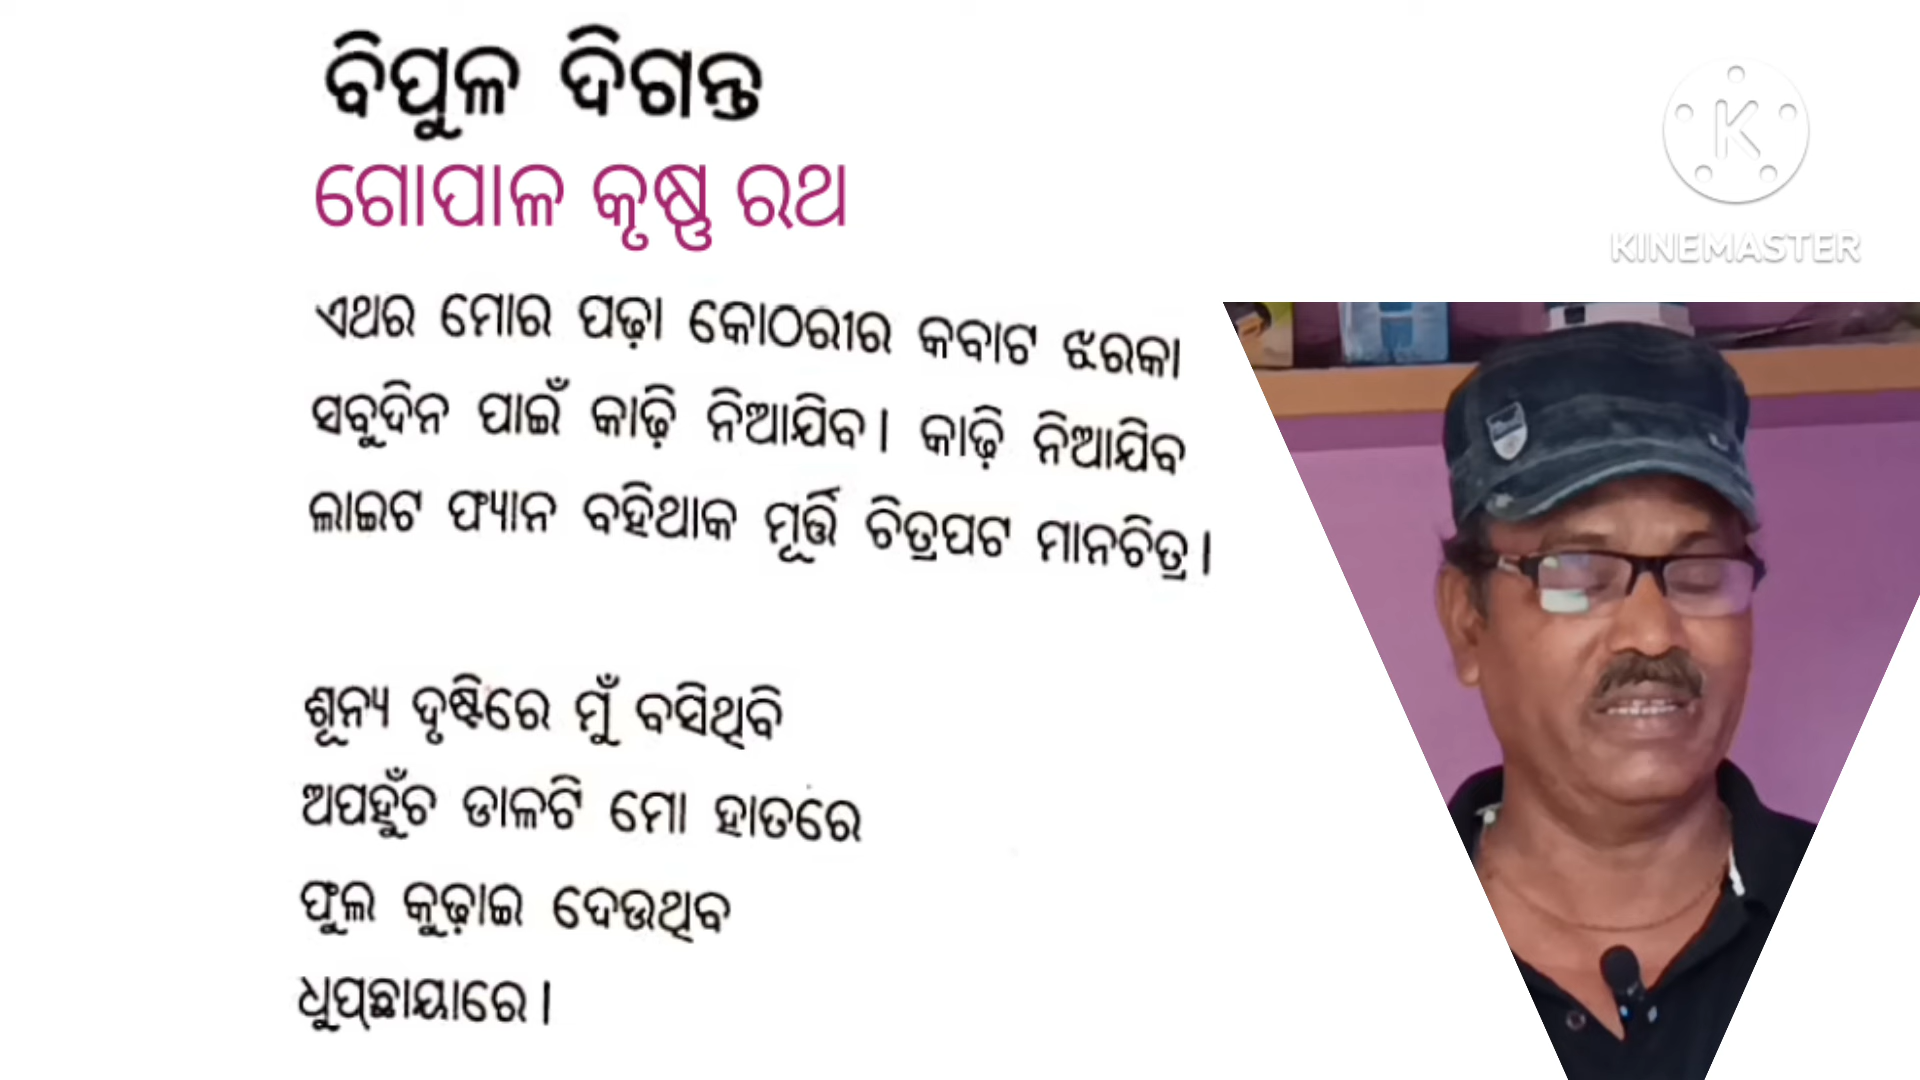 ବିପୁଳ ଦିଗନ୍ତ
ଗୋପାଳ କୃଷ୍ଣ ରଥ
ଏଥର ମୋର ପଢ଼ା କୋଠରୀର କବାଟ ଝରକା
ସବୁଦିନ ପାଇଁ କାଢ଼ି ନିଆଯିବ। କାଢ଼ି ନିଆଯିବ
ଲାଇଟ ଫ୍ୟାନ ବହିଥାକ ମୂର୍ତ୍ତି ଚିତ୍ରପଟ ମାନଚିତ୍ର।
ଶୂନ୍ୟ ଦୃଷ୍ଟିରେ ମୁଁ ବସିଥିବି
ଅପହୁଁଚ ଡାଳଟି ମୋ ହାତରେ
ଫୁଲ କୁଢ଼ାଇ ଦେଉଥିବ
ଧୁପ୍‌ଛାୟାରେ।
KINEMASTER